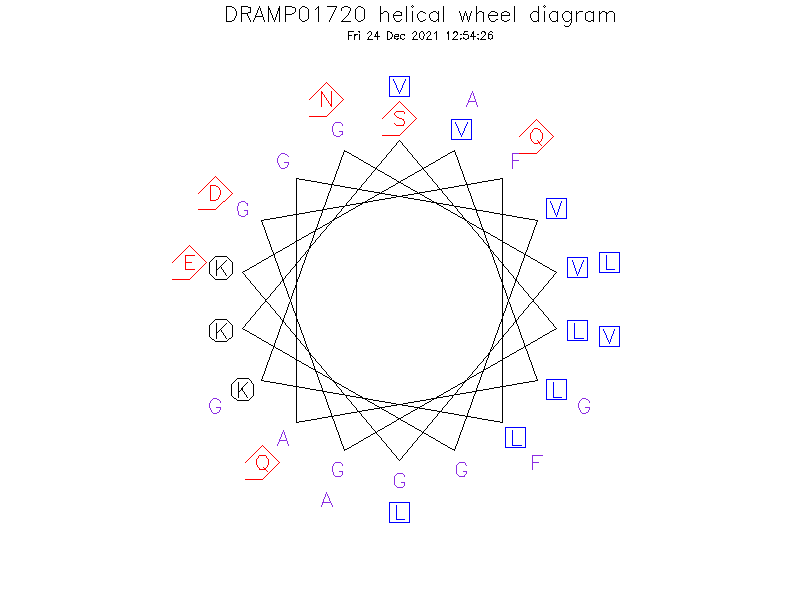 DRAMP01720 helical wheel diagram
Fri 24 Dec 2021 12:54:26
V
N A
S
G V Q
G F
D
G V
E K V L
K L V
K L
G G
A L
Q F
G G
G
A
L